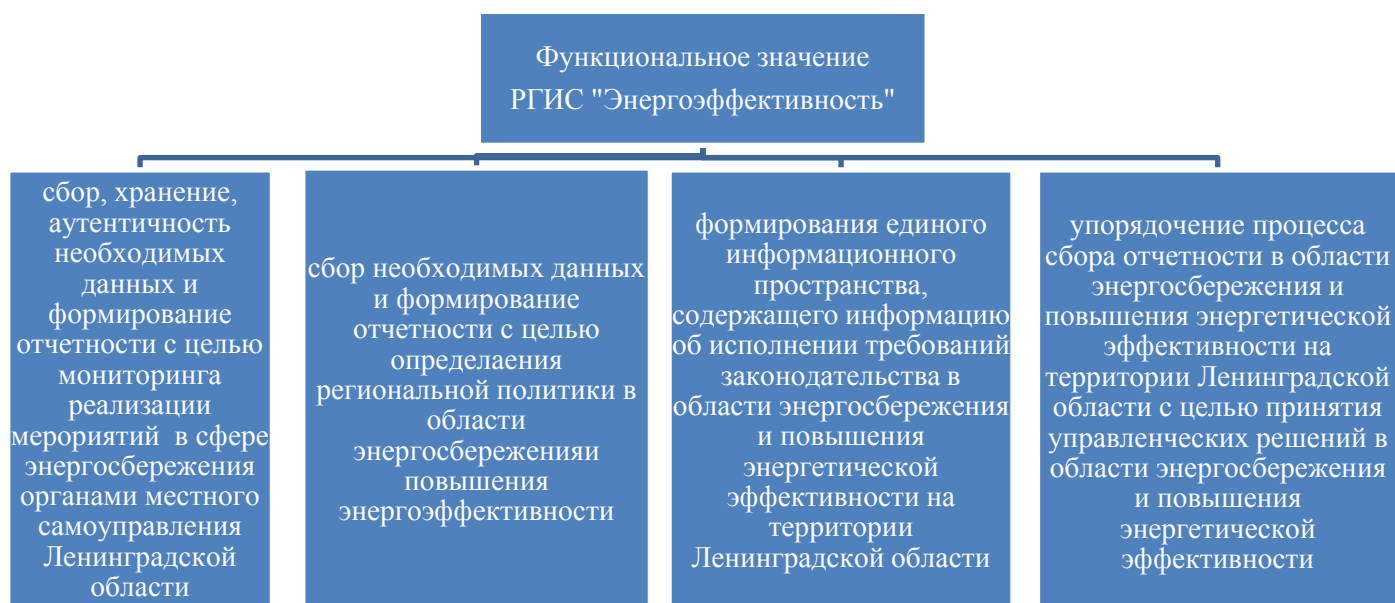 Функциональное значение
РГИС "Энергоэффективность"
сбор, хранение,
аутентичность
необходимых
данных и
формирование
отчетности с целью
мониторинга
реализации
мерориятий в сфере
энергосбережения
органами местного
самоуправления
Ленинградской
области
сбор необходимых данных
и формирование
отчетности с целью
определаения
региональной политики в
области
энергосбереженияи
повышения
энергоэффективности
формирования единого
информационного
пространства,
содержащего информацию
об исполнении требований
законодательства в
области энергосбережения
и повышения
энергетической
эффективности на
территории
Ленинградской области
упорядочение процесса
сбора отчетности в области
энергосбережения и
повышения энергетической
эффективности на
территории Ленинградской
области с целью принятия
управленческих решений в
области энергосбережения
и повышения
энергетической
эффективности